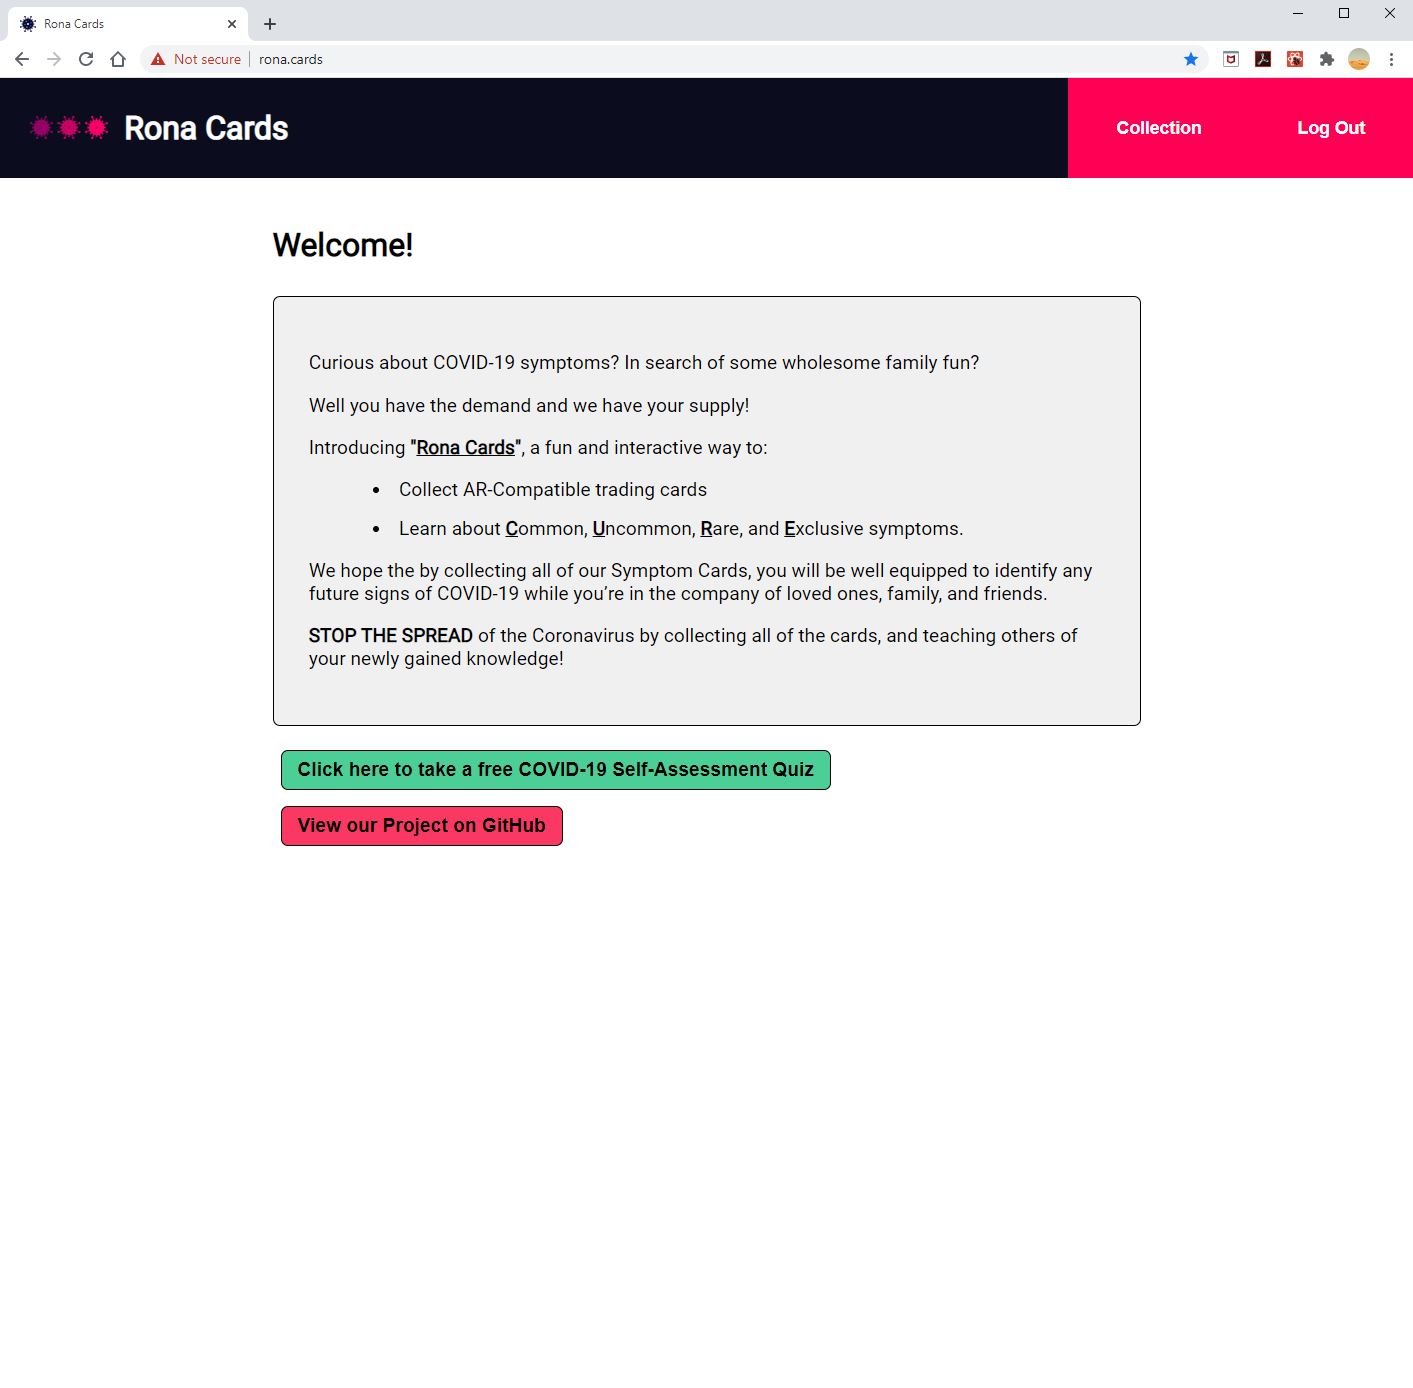 Rona Cards
Not secure
rona.cards
Rona Cards
Collection
Log Out
Welcome!
Curious about COVID-19 symptoms? In search of some wholesome family fun?
Well you have the demand and we have your supply!
Introducing "Rona Cards", a fun and interactive way to:
• Collect AR-Compatible trading cards
• Learn about Common, Uncommon, Rare, and Exclusive symptoms.
We hope the by collecting all of our Symptom Cards, you will be well equipped to identify any
future signs of COVID-19 while you’re in the company of loved ones, family, and friends.
STOP THE SPREAD of the Coronavirus by collecting all of the cards, and teaching others of
your newly gained knowledge!
Click here to take a free COVID-19 Self-Assessment Quiz
View our Project on GitHub